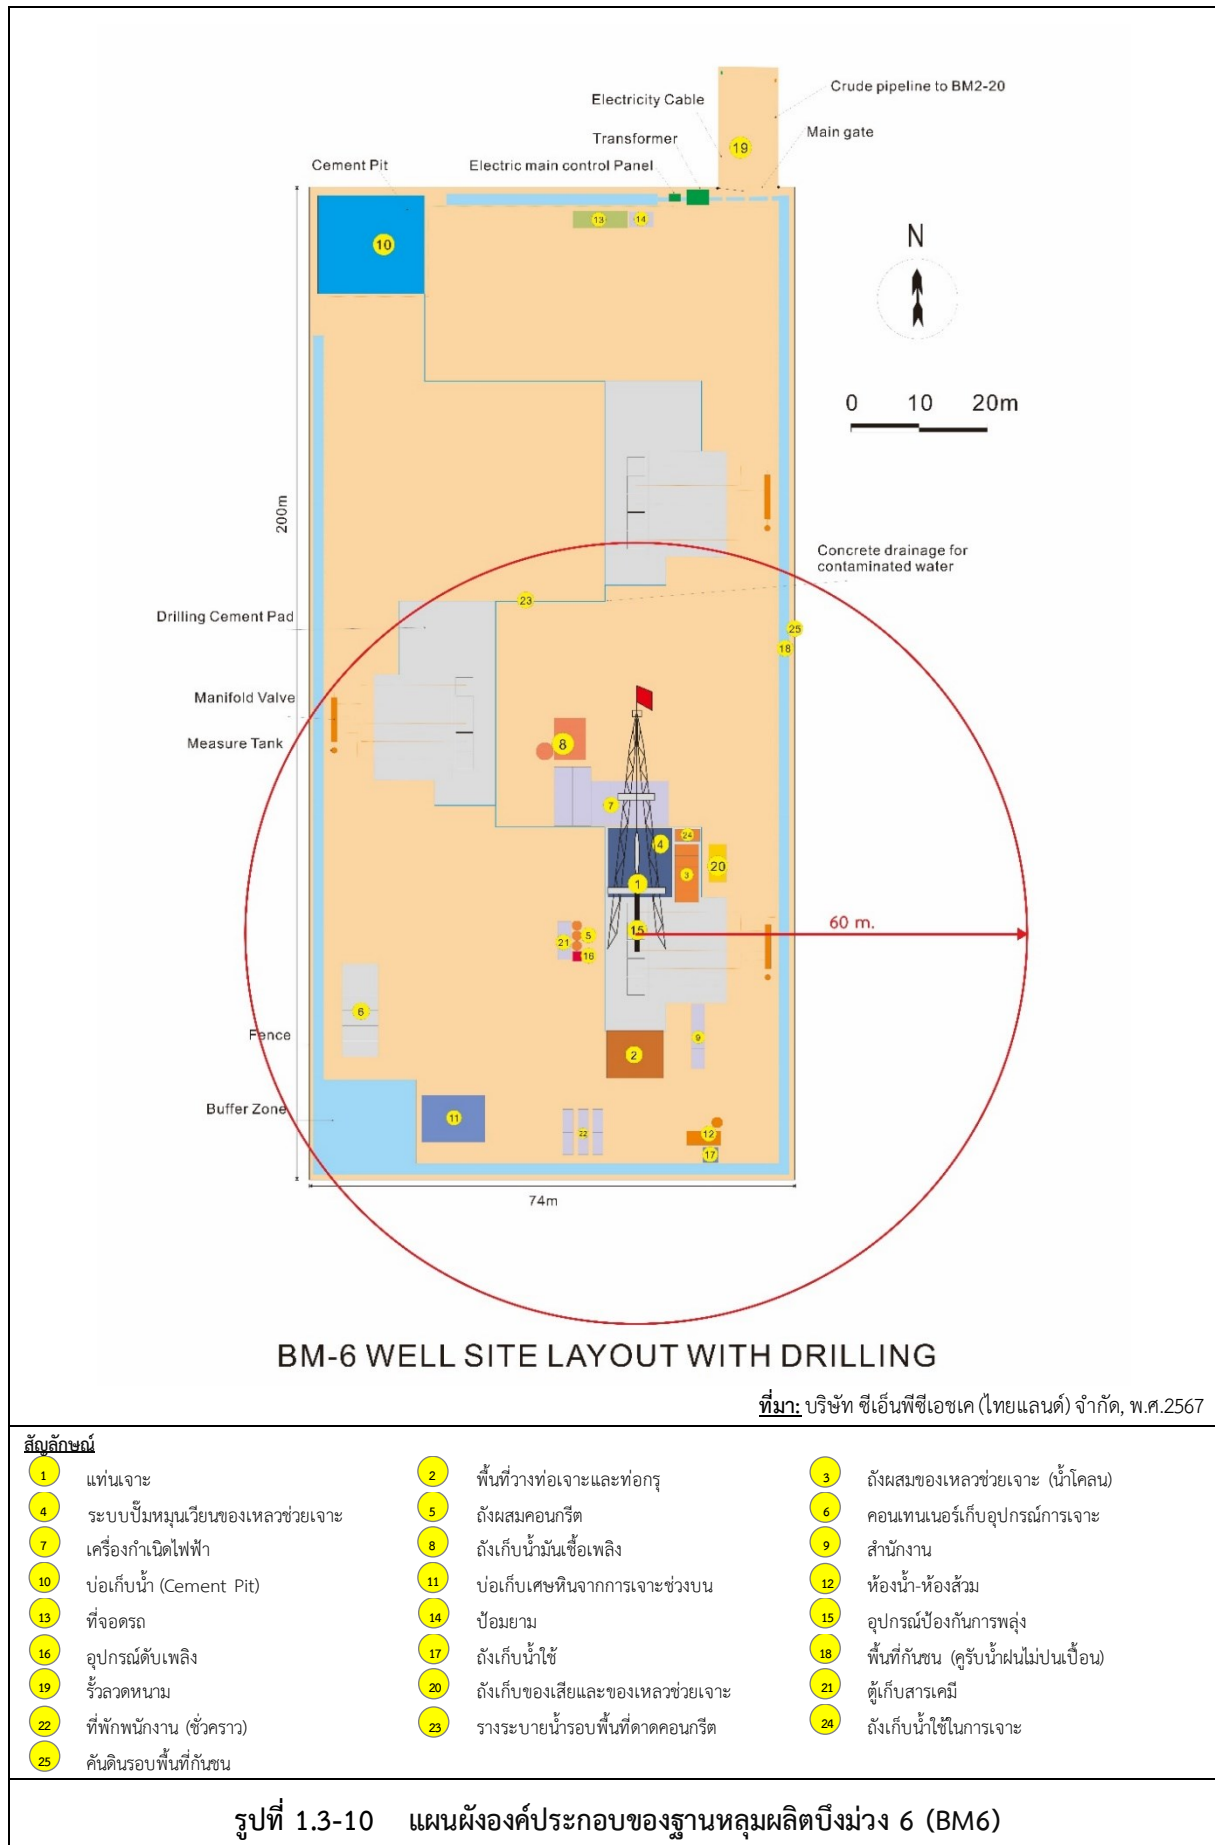 Crude pipeline to BM2-20
Electricity Cable
Main gate
Transformer
19
Cement Pit
Electric main control Panel
13
14
10
N
0 10 20m
200m
Concrete drainage for
contaminated water
23
Drilling Cement Pad
25
18
Manifold Valve
Measure Tank
8
7
24
4
20
3
1
60 m.
15
5
21
16
6
Fence
9
2
Buffer Zone
11
22
12
17
74m
BM-6 WELL SITE LAYOUT WITH DRILLING
ที่มา: บริษัท ซีเอ็นพีซีเอชเค (ไทยแลนด์) จำกัด, พ.ศ.2567
สัญลักษณ์
1 แท่นเจาะ 2 พื้นที่วางท่อเจาะและท่อกรุ 3 ถังผสมของเหลวช่วยเจาะ (น้ำโคลน)
4 ระบบปั๊มหมุนเวียนของเหลวช่วยเจาะ 5 ถังผสมคอนกรีต 6 คอนเทนเนอร์เก็บอุปกรณ์การเจาะ
7 เครื่องกำเนิดไฟฟ้า 8 ถังเก็บน้ำมันเชื้อเพลิง 9 สำนักงาน
10 บ่อเก็บน้ำ (Cement Pit) 11 บ่อเก็บเศษหินจากการเจาะช่วงบน 12 ห้องน้ำ-ห้องส้วม
13 ที่จอดรถ 14 ป้อมยาม 15 อุปกรณ์ป้องกันการพลุ่ง
16 อุปกรณ์ดับเพลิง 17 ถังเก็บน้ำใช้ 18 พื้นที่กันชน (คูรับน้ำฝนไม่ปนเปื้อน)
19 รั้วลวดหนาม 20 ถังเก็บของเสียและของเหลวช่วยเจาะ 21 ตู้เก็บสารเคมี
22 ที่พักพนักงาน (ชั่วคราว) 23 รางระบายน้ำรอบพื้นที่ดาดคอนกรีต 24 ถังเก็บน้ำใช้ในการเจาะ
25 คันดินรอบพื้นที่กันชน
รูปที่ 1.3-10 แผนผังองค์ประกอบของฐานหลุมผลิตบึงม่วง 6 (BM6)